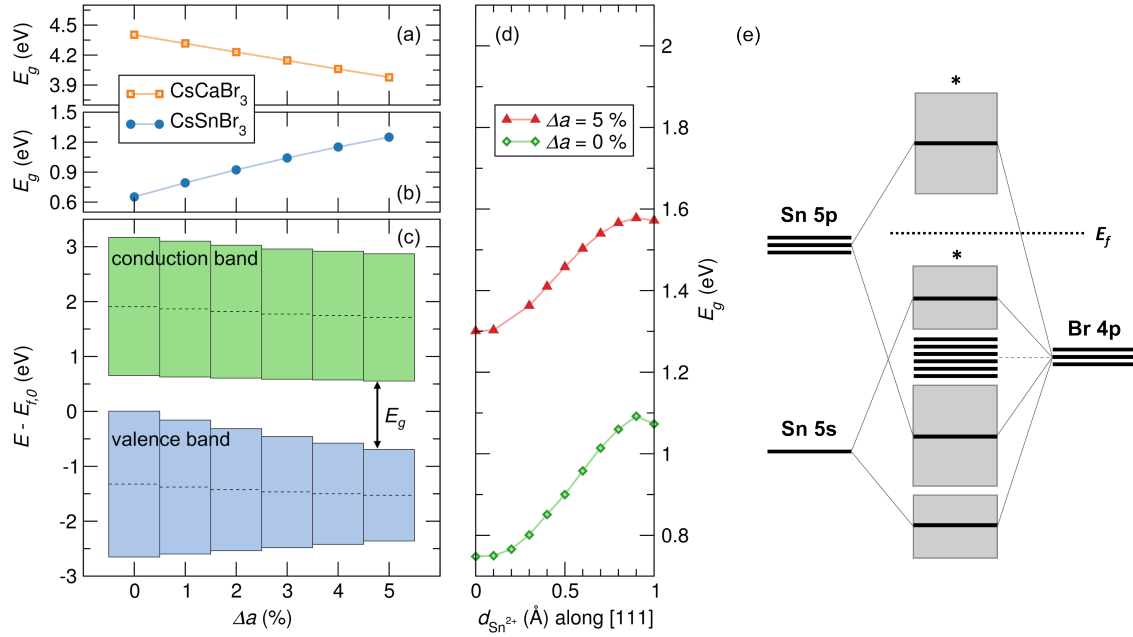 (a)
E_g (eV)
4.5
4.2
3.9
CsCaBr₃
CsSnBr₃
(b)
E_g (eV)
1.5
1.2
0.9
0.6
(c)
conduction band
valence band
E_g
E - E_{f,0} (eV)
3
2
1
0
-1
-2
-3
0 1 2 3 4 5
Δa (%)
(d)
Δa = 5 %
Δa = 0 %
2
1.8
1.6
1.4
1.2
1
0.8
E_g (eV)
0 0.5 1
d_{Sn²⁺} (Å) along [111]
(e)
*
Sn 5p
E_f
*
Br 4p
Sn 5s